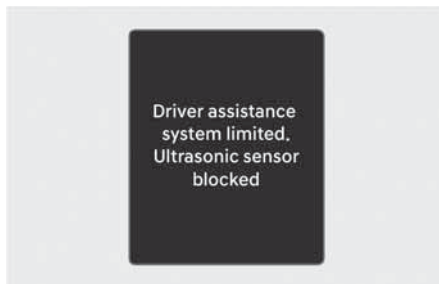 Driver assistance
system limited.
Ultrasonic sensor
blocked